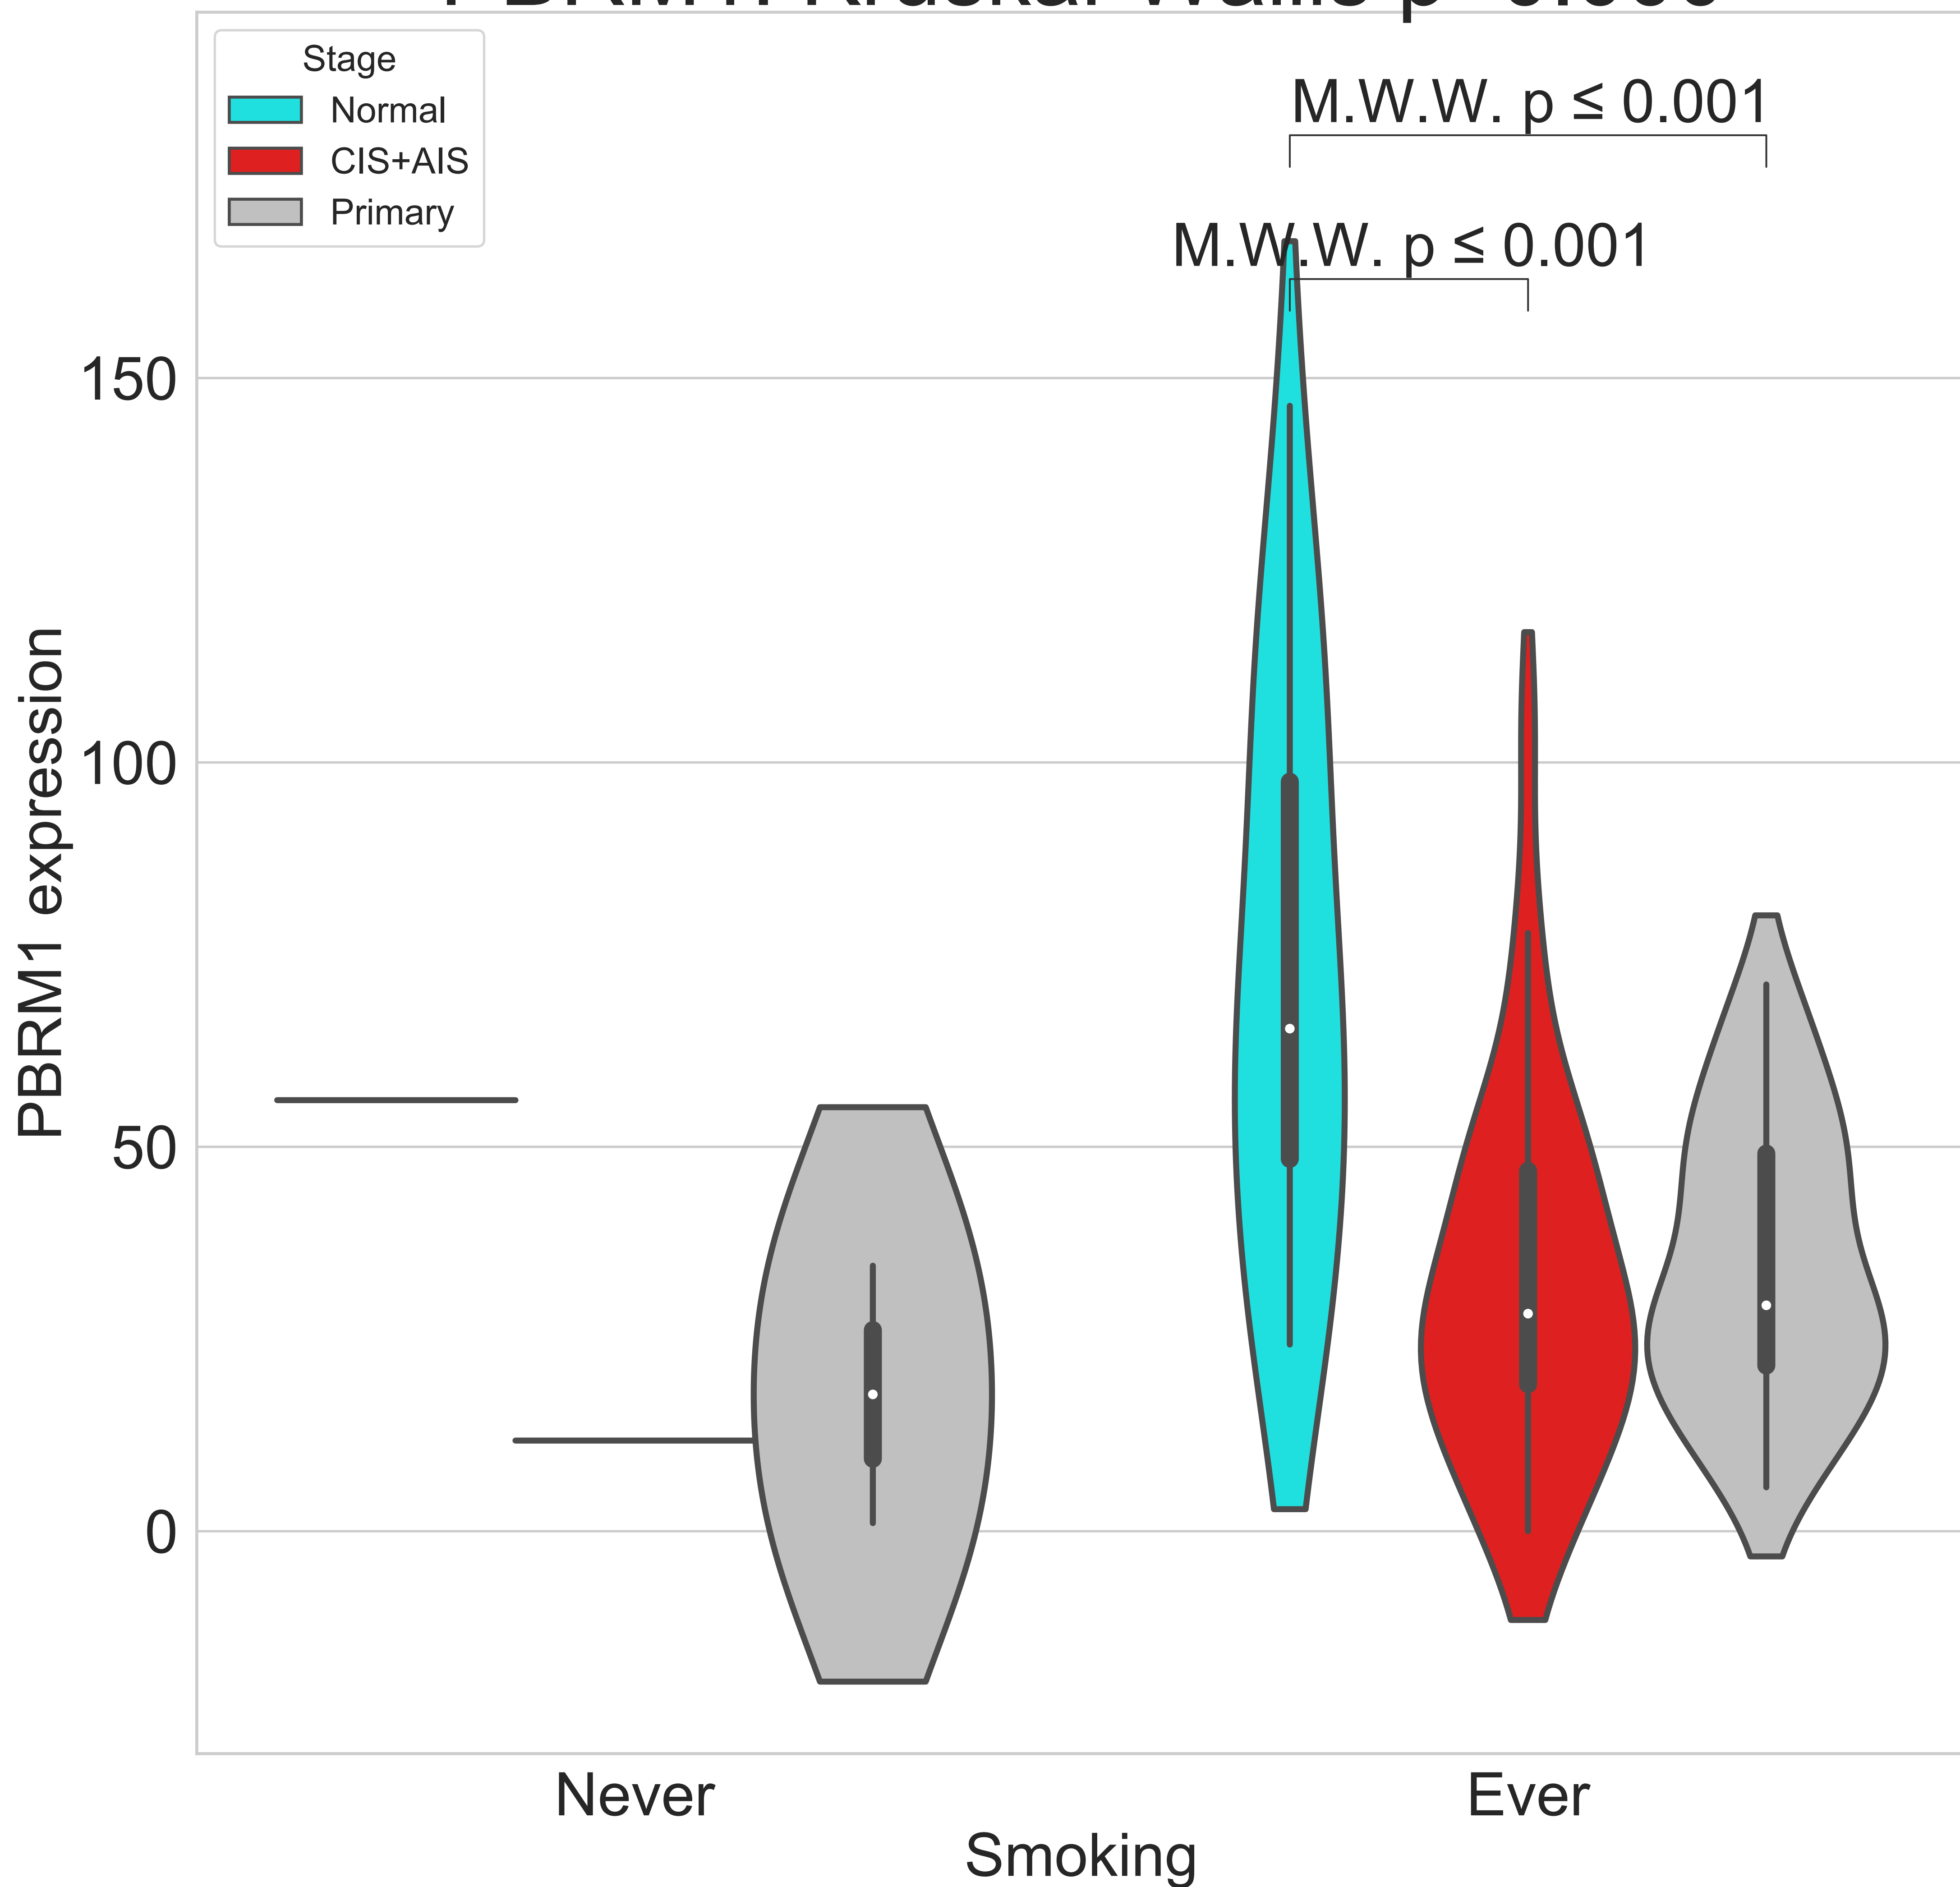 Stage
Normal
CIS+AIS
Primary
M.W.W. p ≤ 0.001
M.W.W. p ≤ 0.001
150
100
50
0
PBRM1 expression
Never
Ever
Smoking